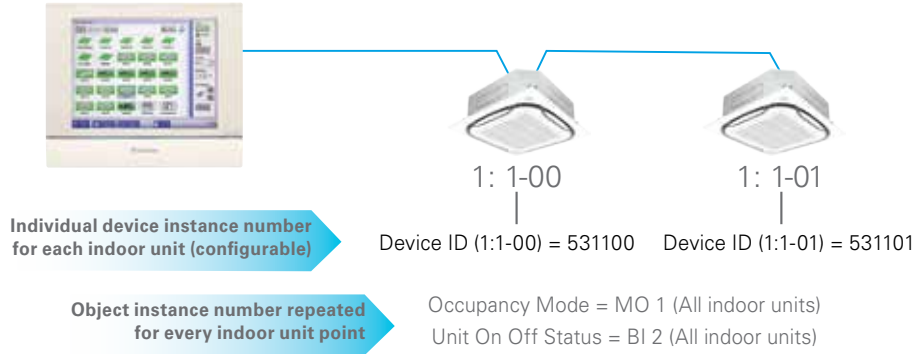 1: 1-00
1: 1-01
Individual device instance number
for each indoor unit (configurable)
Device ID (1:1-00) = 531100
Device ID (1:1-01) = 531101
Object instance number repeated
for every indoor unit point
Occupancy Mode = MO 1 (All indoor units)
Unit On Off Status = BI 2 (All indoor units)